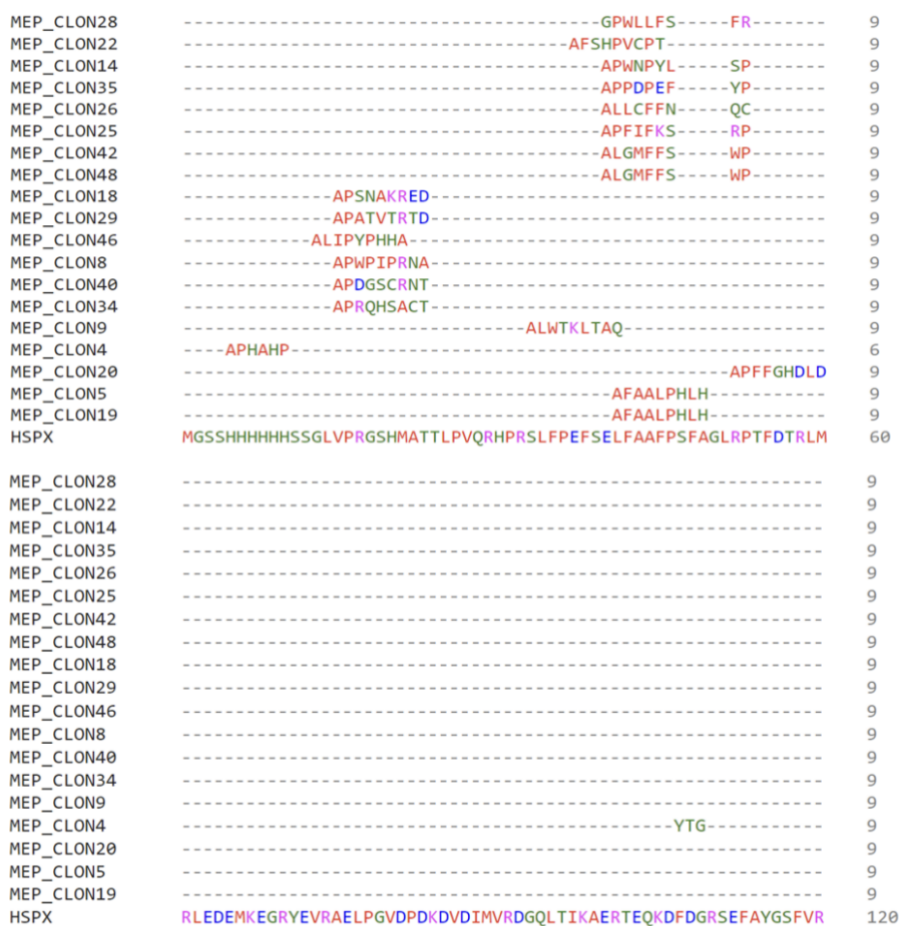 MEP_CLON28 ---------------------------------------GPWLLFS-----FR------- 9
MEP_CLON22 ------------------------------------AFSHPVCPT--------------- 9
MEP_CLON14 ---------------------------------------APWNPYL-----SP------- 9
MEP_CLON35 ---------------------------------------APPDPEF-----YP------- 9
MEP_CLON26 ---------------------------------------ALLCFFN-----QC------- 9
MEP_CLON25 ---------------------------------------APFIFKS-----RP------- 9
MEP_CLON42 ---------------------------------------ALGMFFS-----WP------- 9
MEP_CLON48 ---------------------------------------ALGMFFS-----WP------- 9
MEP_CLON18 --------------APSNAKRED------------------------------------- 9
MEP_CLON29 --------------APATVTRTD------------------------------------- 9
MEP_CLON46 ------------ALIPYPHHA--------------------------------------- 9
MEP_CLON8 --------------APWPIPRNA------------------------------------- 9
MEP_CLON40 --------------APDGSCRNT------------------------------------- 9
MEP_CLON34 --------------APRQHSACT------------------------------------- 9
MEP_CLON9 --------------------------------ALWTKLTAQ------------------- 9
MEP_CLON4 ----APHAHP-------------------------------------------------- 6
MEP_CLON20 ---------------------------------------------------APFFGHDLD 9
MEP_CLON5 ----------------------------------------AFAALPHLH----------- 9
MEP_CLON19 ----------------------------------------AFAALPHLH----------- 9
HSPX MGSSHHHHHHSSGLVPRGSHMATTLPVQRHPRSLFPEFSELFAAFPSFAGLRPTFDTRLM 60
MEP_CLON28 ------------------------------------------------------------ 9
MEP_CLON22 ------------------------------------------------------------ 9
MEP_CLON14 ------------------------------------------------------------ 9
MEP_CLON35 ------------------------------------------------------------ 9
MEP_CLON26 ------------------------------------------------------------ 9
MEP_CLON25 ------------------------------------------------------------ 9
MEP_CLON42 ------------------------------------------------------------ 9
MEP_CLON48 ------------------------------------------------------------ 9
MEP_CLON18 ------------------------------------------------------------ 9
MEP_CLON29 ------------------------------------------------------------ 9
MEP_CLON46 ------------------------------------------------------------ 9
MEP_CLON8 ------------------------------------------------------------ 9
MEP_CLON40 ------------------------------------------------------------ 9
MEP_CLON34 ------------------------------------------------------------ 9
MEP_CLON9 ------------------------------------------------------------ 9
MEP_CLON4 ----------------------------------------------YTG----------- 9
MEP_CLON20 ------------------------------------------------------------ 9
MEP_CLON5 ------------------------------------------------------------ 9
MEP_CLON19 ------------------------------------------------------------ 9
HSPX RLEDEMKEGRYEVRAELPGVDPDKDVDIMVRDGQLTIKAERTEQKDFDGRSEFAYGSFVR 120